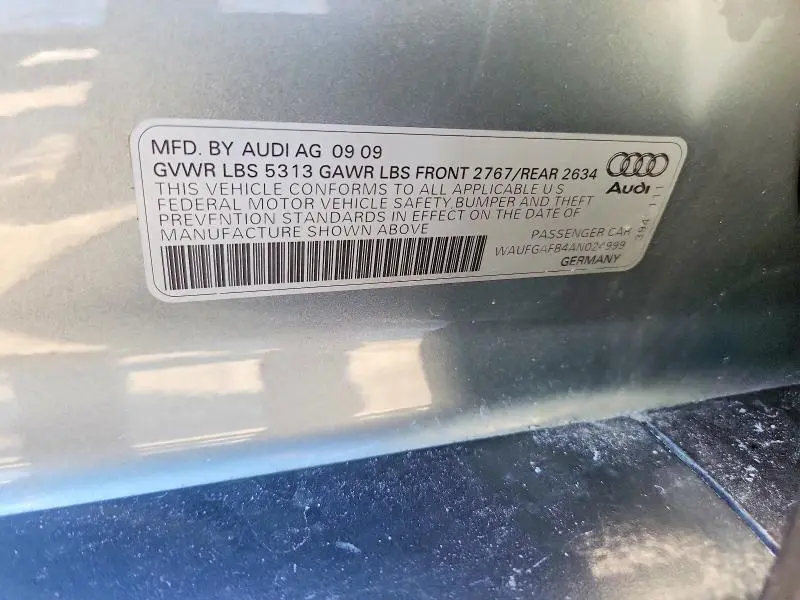 MFD. BY AUDI AG 09 09
GVWR LBS 5313 GAWR LBS FRONT 2767/REAR 2634
THIS VEHICLE CONFORMS TO ALL APPLICABLE U S
FEDERAL MOTOR VEHICLE SAFETY, BUMPER AND THEFT
PREVENTION STANDARDS IN EFFECT ON THE DATE OF
MANUFACTURE SHOWN ABOVE
Audi
PASSENGER CAR
GERMANY